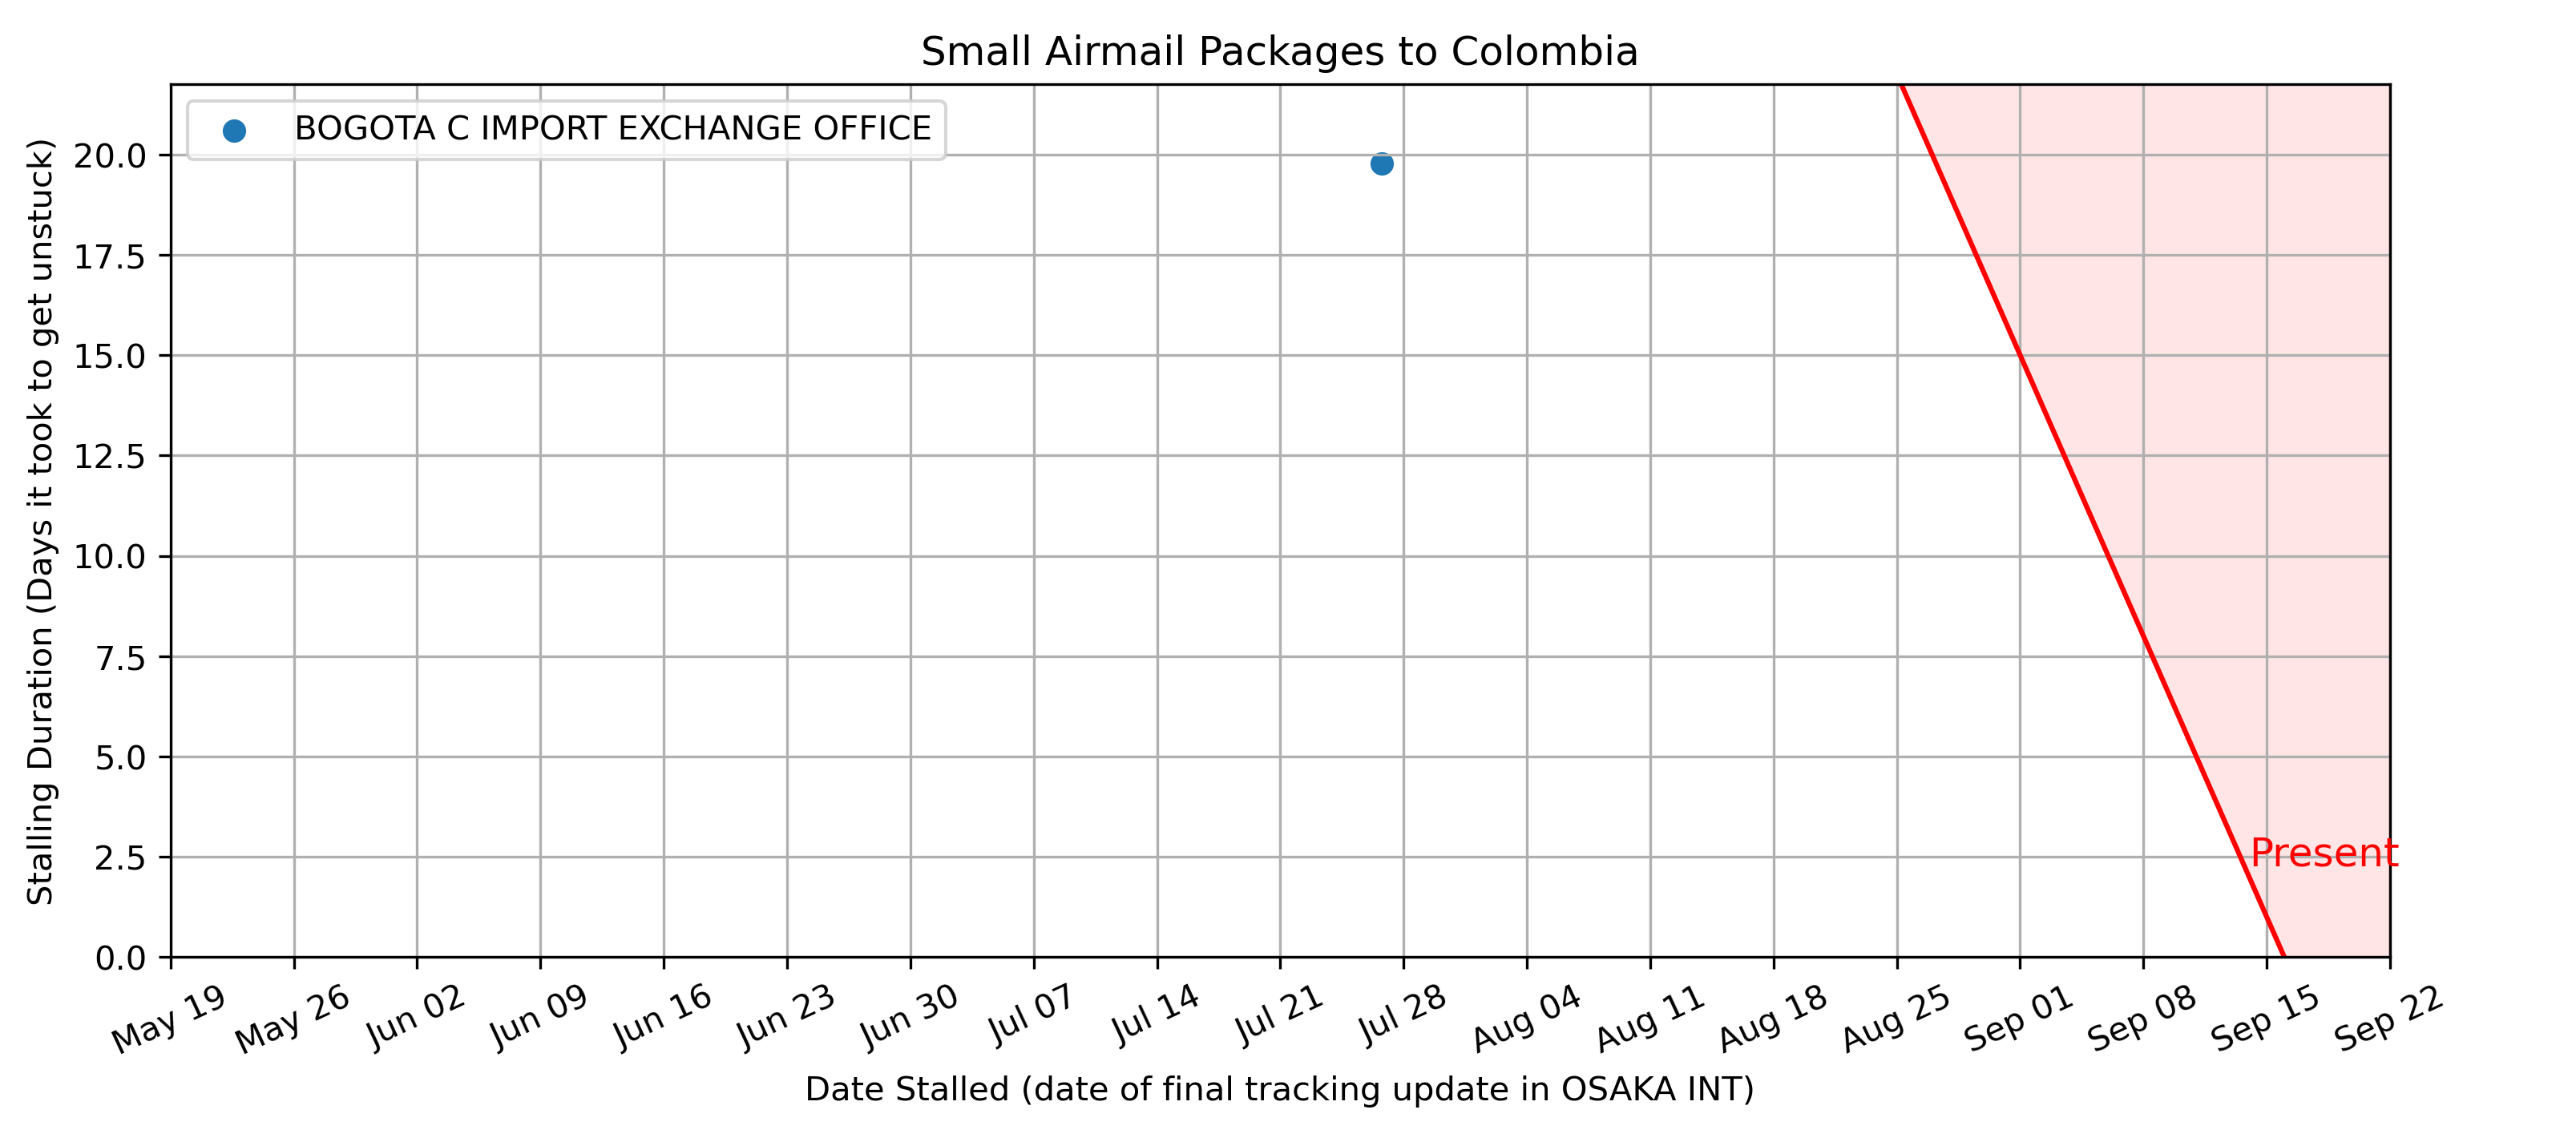 Small Airmail Packages to Colombia
BOGOTA C IMPORT EXCHANGE OFFICE
Stalling Duration (Days it took to get unstuck)
20.0
17.5
15.0
12.5
10.0
7.5
5.0
2.5
0.0
Present
May 19
May 26
Jun 02
Jun 09
Jun 16
Jun 23
Jun 30
Jul 07
Jul 14
Jul 21
Jul 28
Aug 04
Aug 11
Aug 18
Aug 25
Sep 01
Sep 08
Sep 15
Sep 22
Date Stalled (date of final tracking update in OSAKA INT)